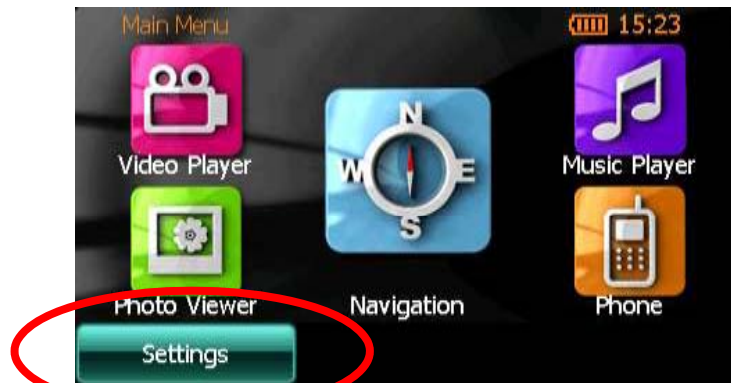 Main Menu 15:23
N
W E
S
Video Player Music Player
Photo Viewer Navigation Phone
Settings